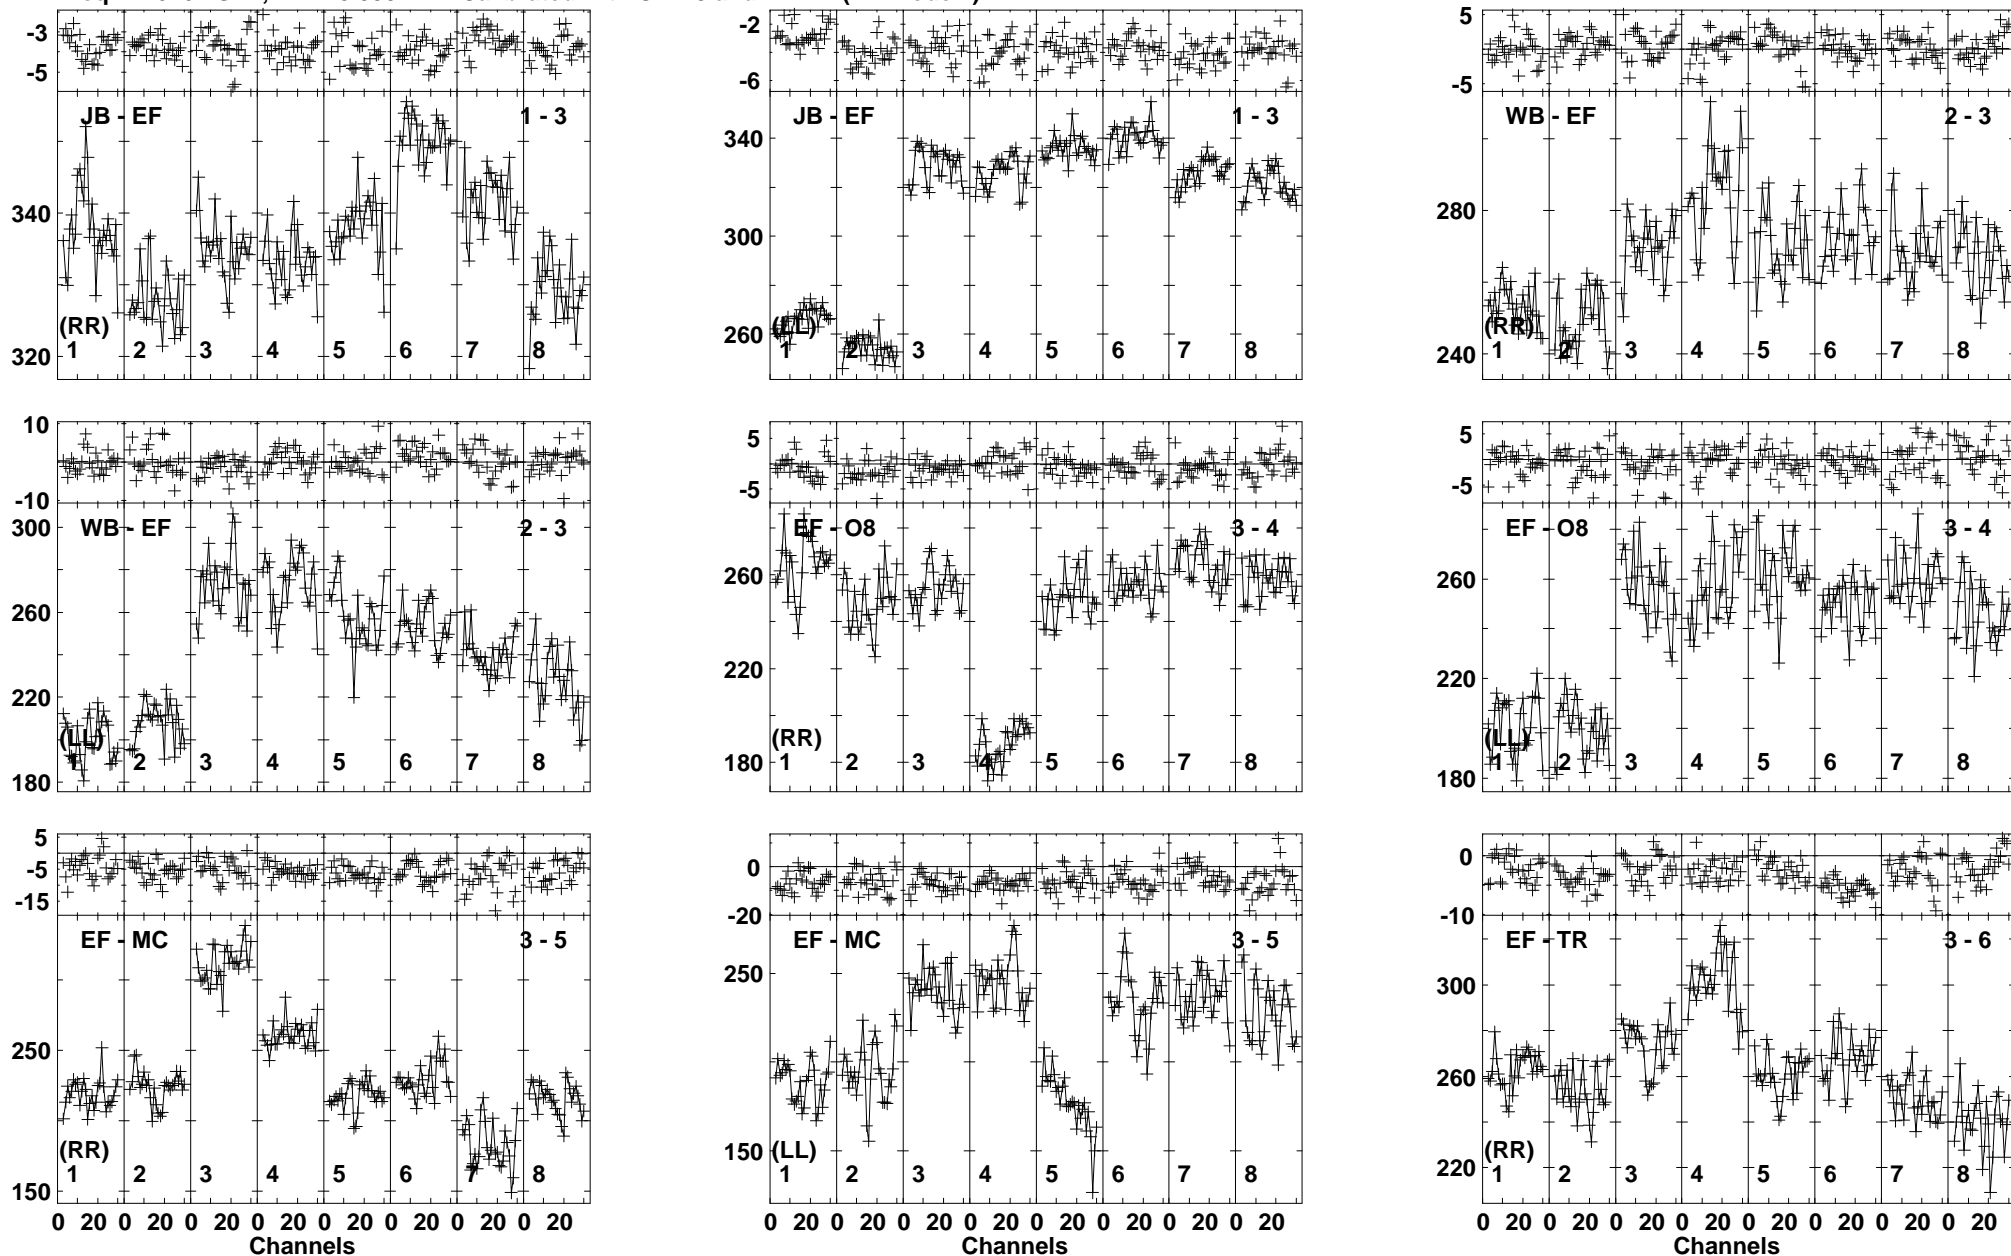 -3 -2 5
-5 -6 -5
JB - EF 1 - 3 JB - EF 1 - 3 WB - EF 2 - 3
340 340 280
300
(RR) (LL) 260 (RR)
320 1 2 3 4 5 6 7 8 1 2 3 4 5 6 7 8 240 1 2 3 4 5 6 7 8
10 5 5
-10 -5 -5
300 WB - EF 2 - 3 EF - O8 3 - 4 EF - O8 3 - 4
260 260 260
220 220 220
(LL) (RR) (LL)
180 1 2 3 4 5 6 7 8 180 1 2 3 4 5 6 7 8 180 1 2 3 4 5 6 7 8
5 0 0
-5
-15 -20 -10
EF - MC 3 - 5 EF - MC 3 - 5 EF - TR 3 - 6
250 250 300
260
(RR) 150 (LL) (RR)
150 1 2 3 4 5 6 7 8 1 2 3 4 5 6 7 8 220 1 2 3 4 5 6 7 8
0 20 0 20 0 20 0 20 0 20 0 20 0 20 0 20 0 20 0 20 0 20 0 20 0 20 0 20 0 20 0 20 0 20 0 20 0 20 0 20 0 20 0 20 0 20 0 20
Channels Channels Channels